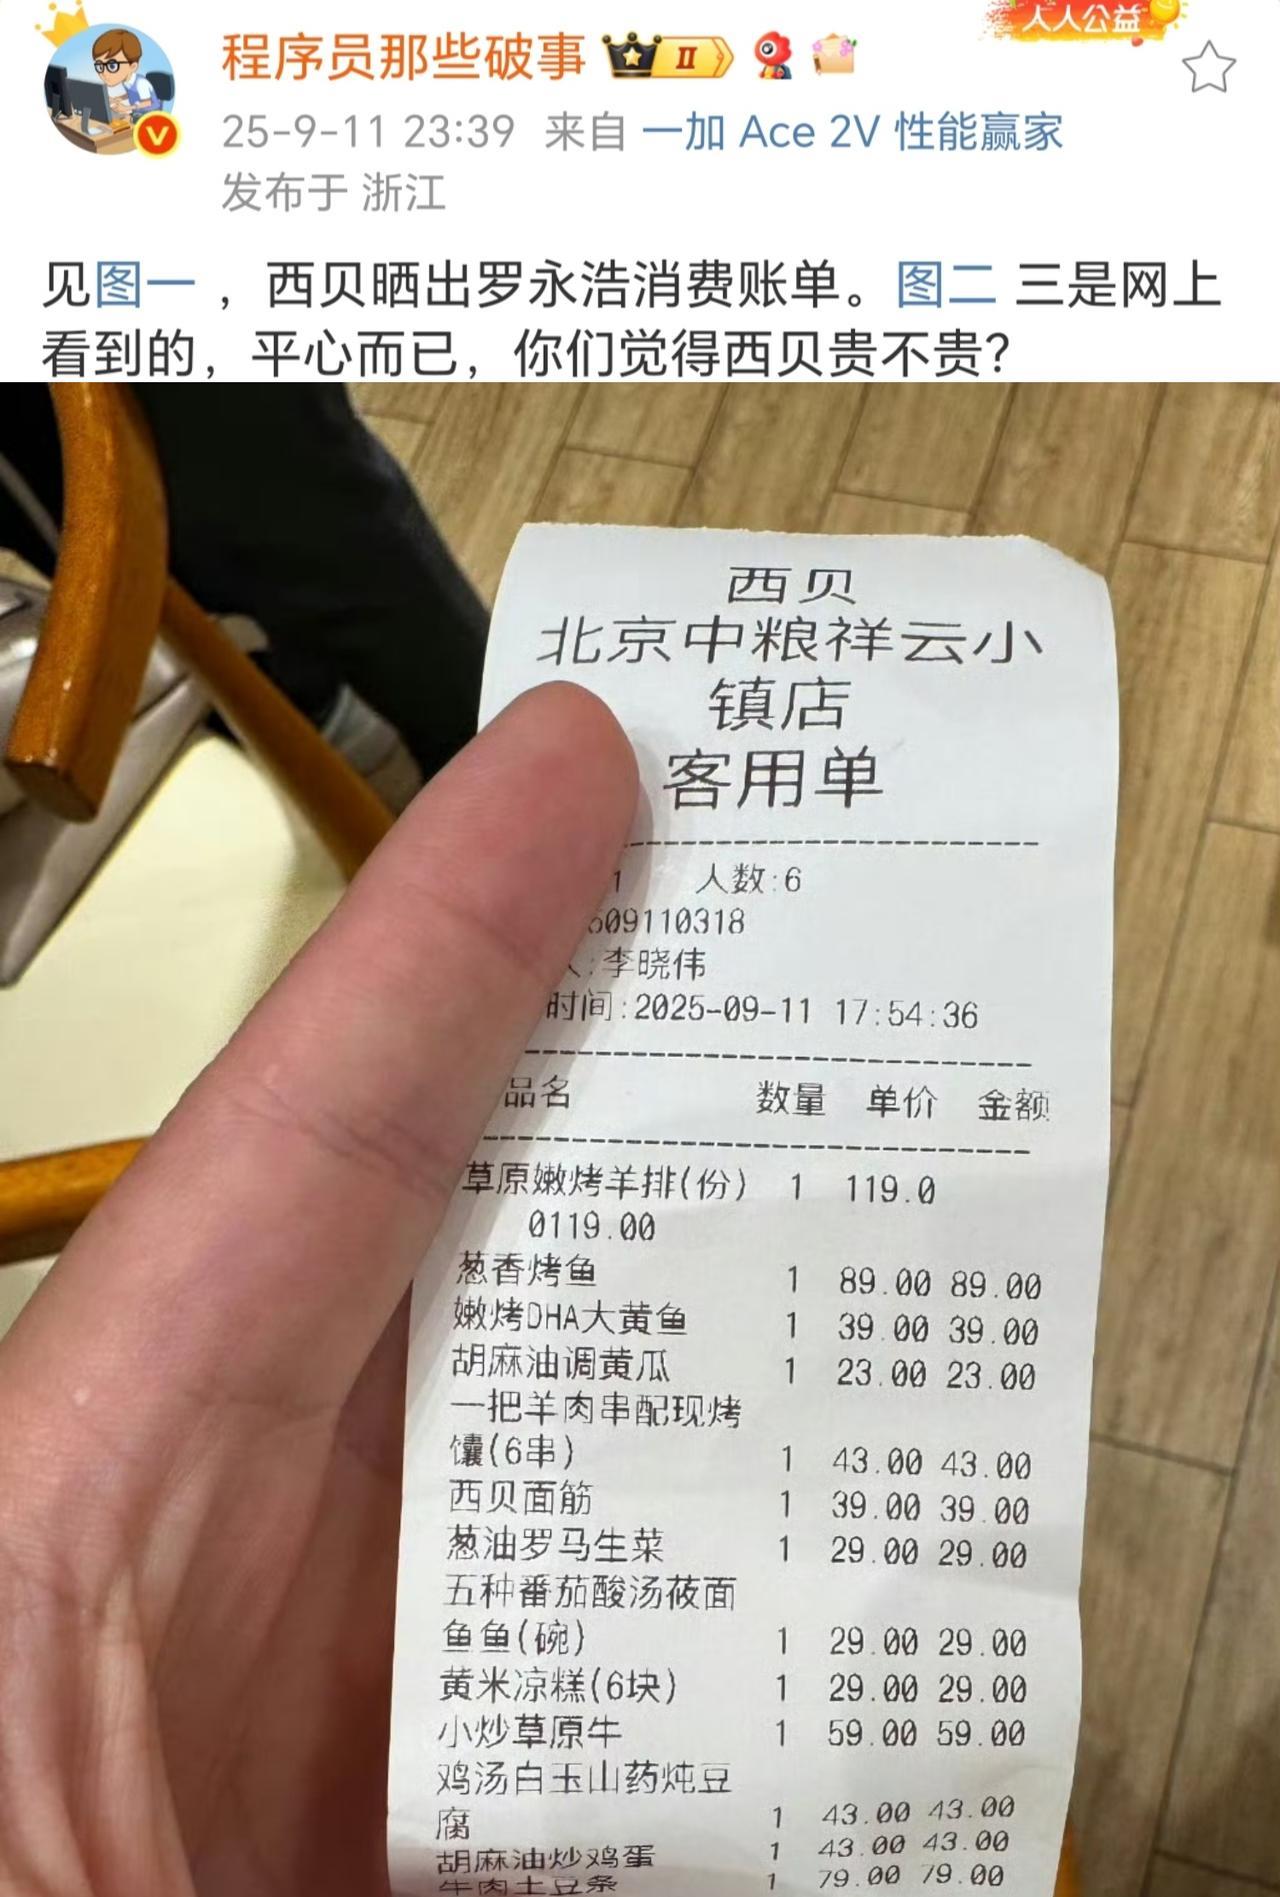 人人公益
程序员那些破事
II
25-9-11 23:39 来自 一加 Ace 2V 性能赢家
发布于 浙江
见图一 ，西贝晒出罗永浩消费账单。图二 三是网上
看到的，平心而已，你们觉得西贝贵不贵？
西贝
北京中粮祥云小
镇店
客用单
1 人数:6
509110318
人:李晓伟
时间:2025-09-11 17:54:36
品名 数量 单价 金额
草原嫩烤羊排(份) 1 119.0
0119.00
葱香烤鱼 1 89.00 89.00
嫩烤DHA大黄鱼 1 39.00 39.00
胡麻油调黄瓜 1 23.00 23.00
一把羊肉串配现烤
馕(6串) 1 43.00 43.00
西贝面筋 1 39.00 39.00
葱油罗马生菜 1 29.00 29.00
五种番茄酸汤莜面
鱼鱼(碗) 1 29.00 29.00
黄米凉糕(6块) 1 29.00 29.00
小炒草原牛 1 59.00 59.00
鸡汤白玉山药炖豆
腐 1 43.00 43.00
胡麻油炒鸡蛋 1 43.00 43.00
牛肉土豆条 1 79.00 79.00